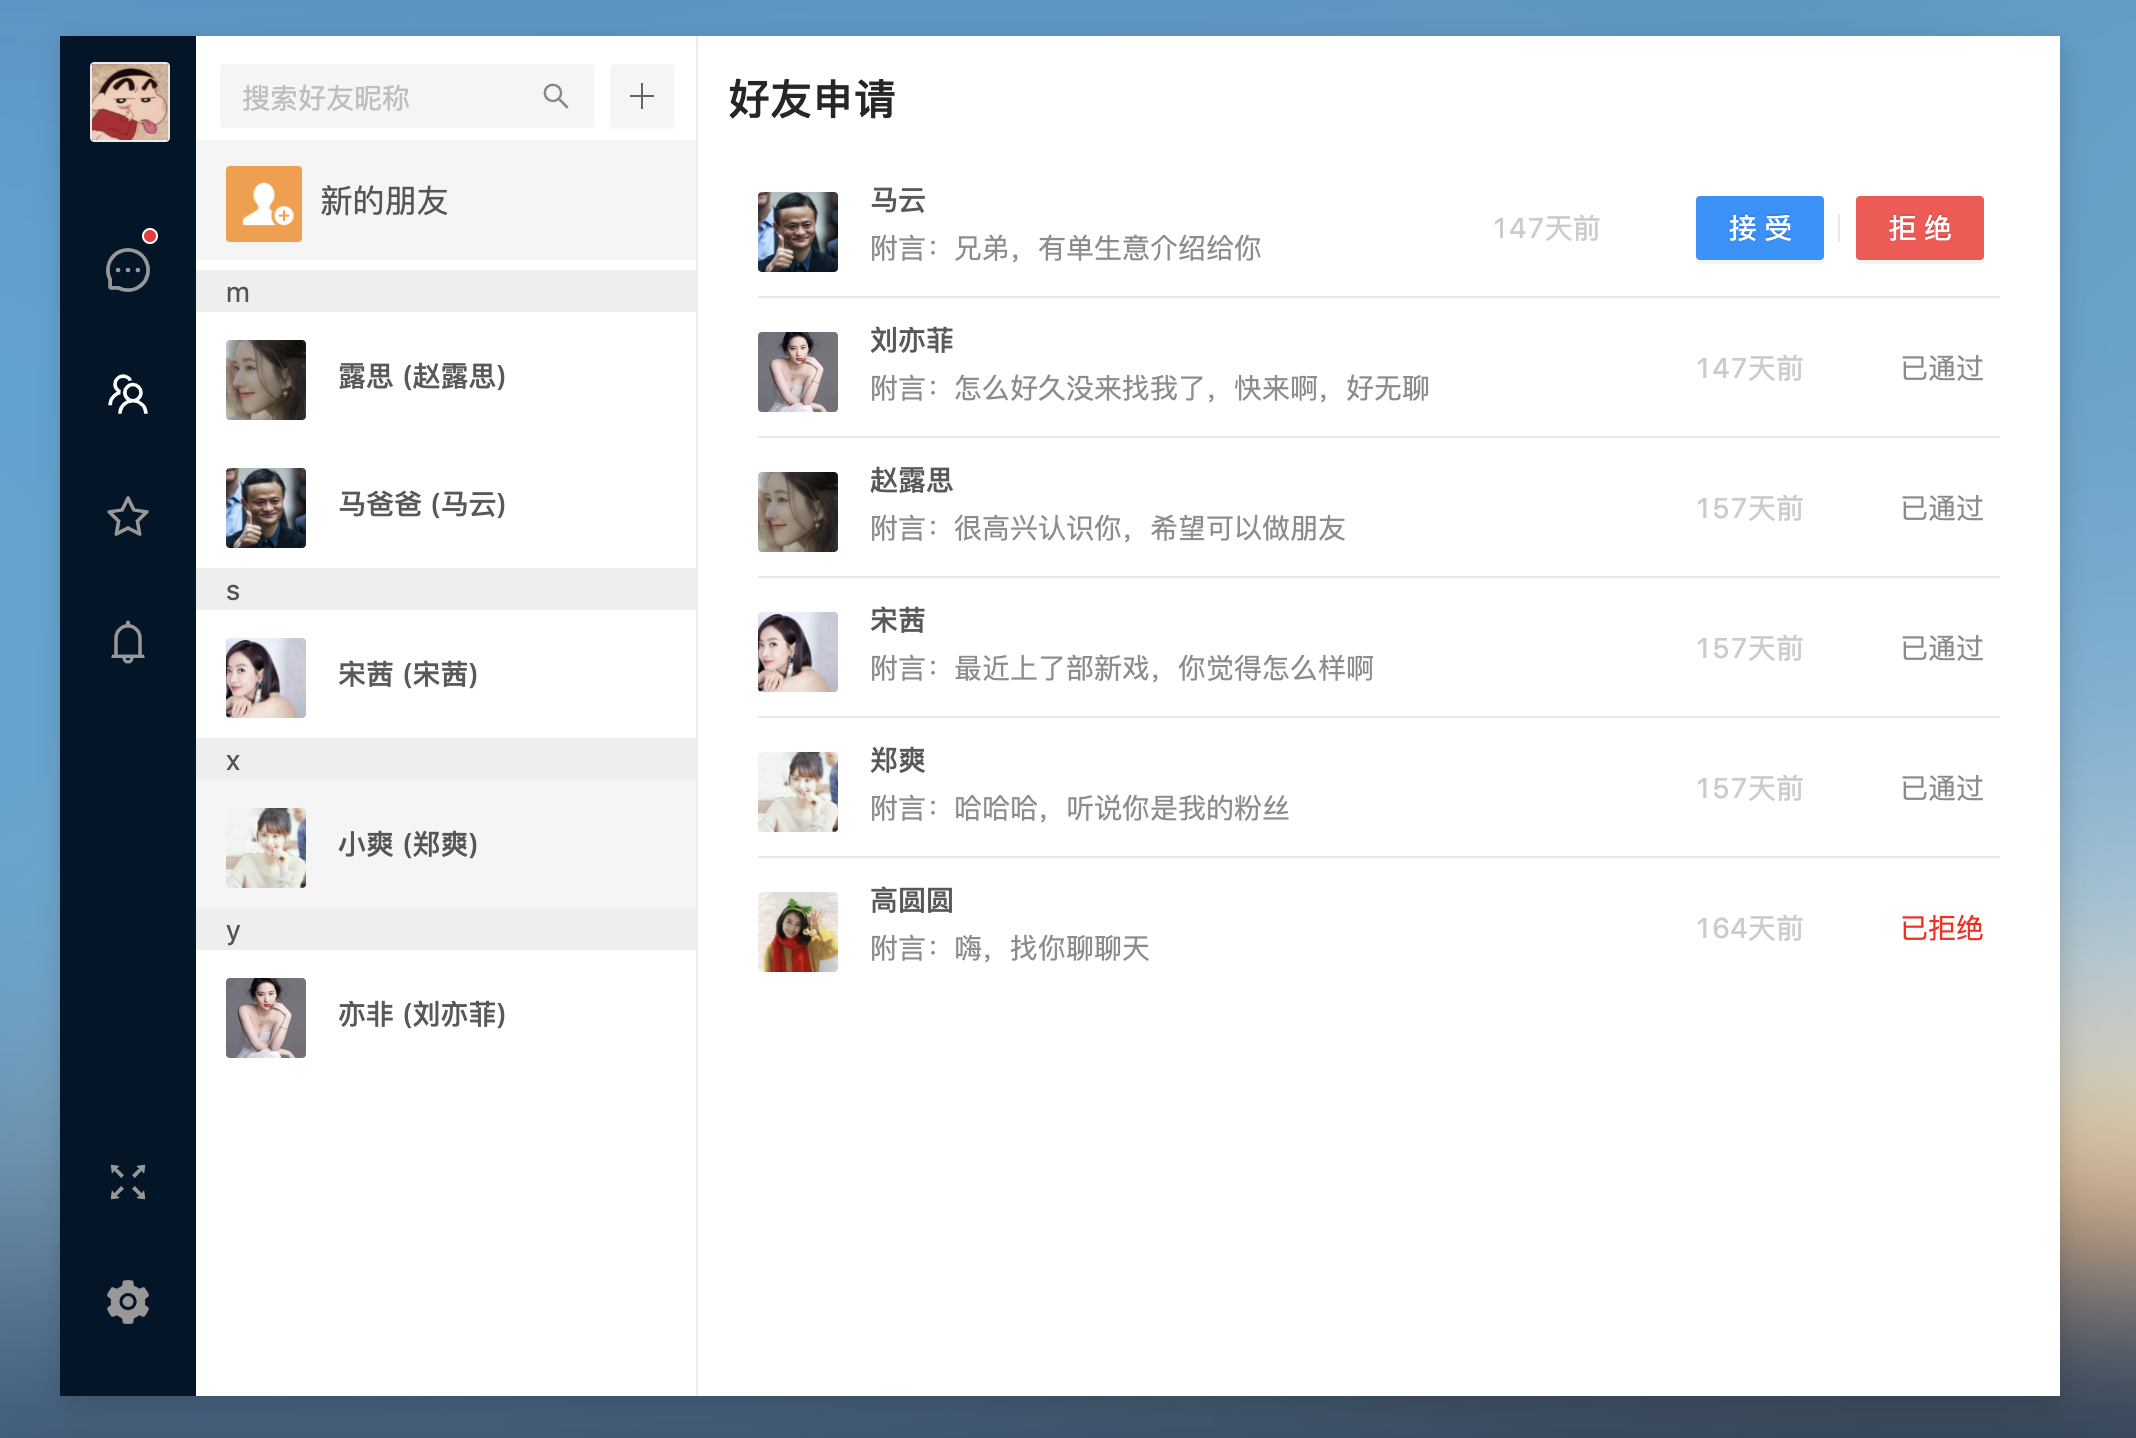 搜索好友昵称
新的朋友
m
露思 (赵露思)
马爸爸 (马云)
s
宋茜 (宋茜)
x
小爽 (郑爽)
y
亦非 (刘亦菲)
好友申请
马云
附言：兄弟，有单生意介绍给你
147天前
接 受
拒 绝
刘亦菲
附言：怎么好久没来找我了，快来啊，好无聊
147天前
已通过
赵露思
附言：很高兴认识你，希望可以做朋友
157天前
已通过
宋茜
附言：最近上了部新戏，你觉得怎么样啊
157天前
已通过
郑爽
附言：哈哈哈，听说你是我的粉丝
157天前
已通过
高圆圆
附言：嗨，找你聊聊天
164天前
已拒绝